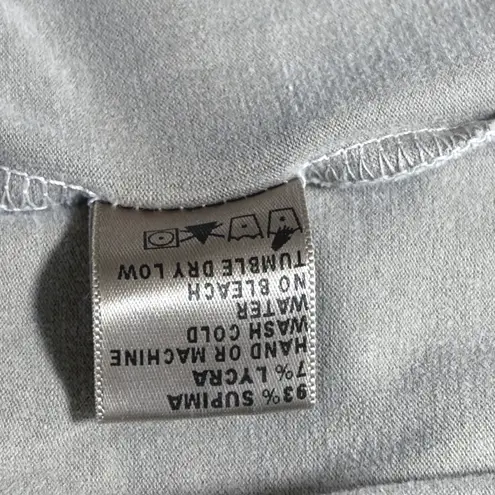 93% SUPIMA
7% LYCRA
HAND OR MACHINE
WASH COLD
WATER
NO BLEACH
TUMBLE DRY LOW